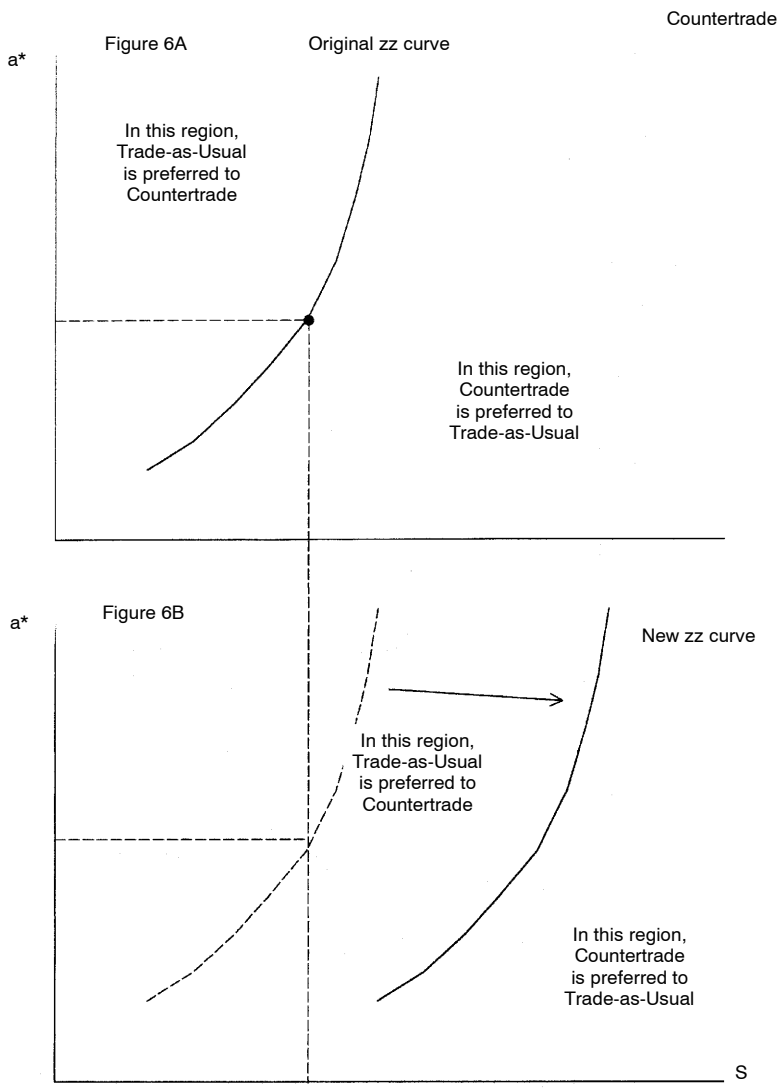 Countertrade
Figure 6A
Original zz curve
a*
In this region,
Trade-as-Usual
is preferred to
Countertrade
In this region,
Countertrade
is preferred to
Trade-as-Usual
Figure 6B
a*
New zz curve
In this region,
Trade-as-Usual
is preferred to
Countertrade
In this region,
Countertrade
is preferred to
Trade-as-Usual
S